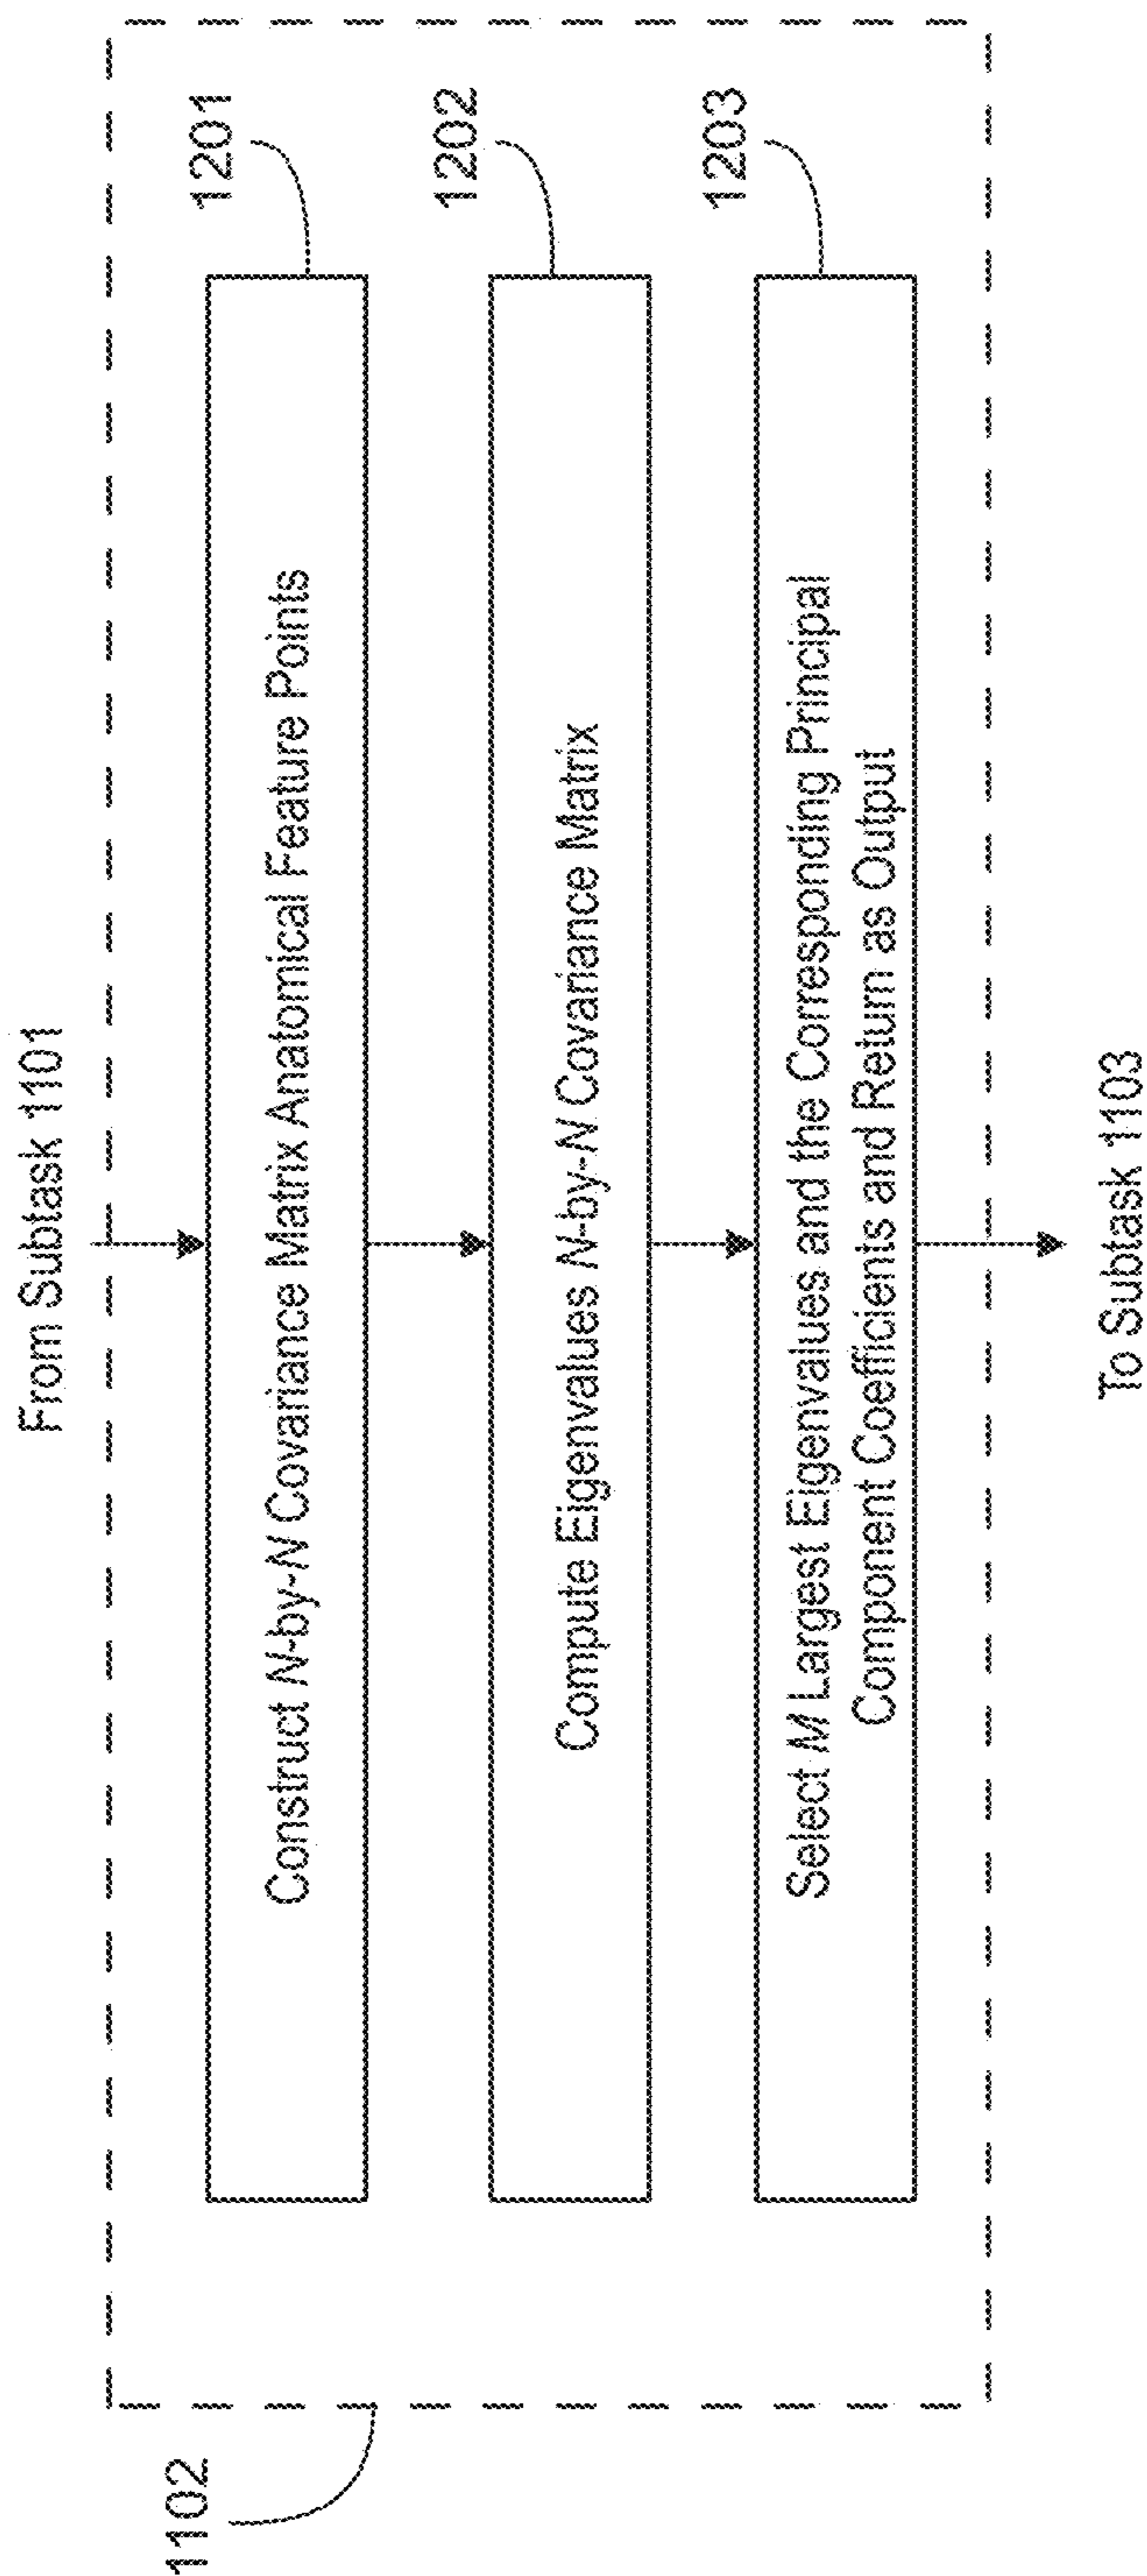 From Subtask 1101
1102
1201
Construct N-by-N Covariance Matrix Anatomical Feature Points
1202
Compute Eigenvalues N-by-N Covariance Matrix
1203
Select M Largest Eigenvalues and the Corresponding Principal
Component Coefficients and Return as Output
To Subtask 1103